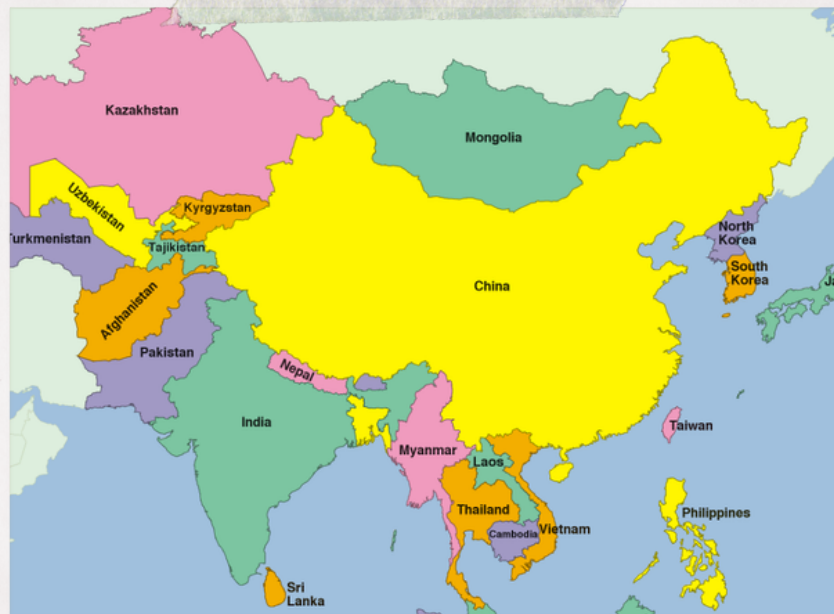 Kazakhstan
Mongolia
Uzbekistan
Kyrgyzstan
Turkmenistan
Tajikistan
North
Korea
South
Korea
Ja
China
Afghanistan
Pakistan
Nepal
India
Taiwan
Myanmar
Laos
Thailand
Philippines
Vietnam
Cambodia
Sri
Lanka